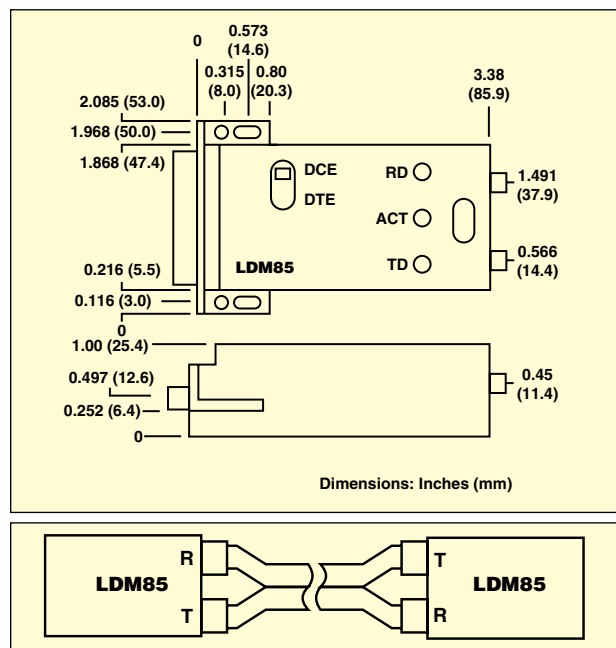 0
0.573
(14.6)
0.315
(8.0)
0.80
(20.3)
3.38
(85.9)
2.085 (53.0)
1.968 (50.0)
1.868 (47.4)
DCE
DTE
RD
ACT
TD
1.491
(37.9)
0.566
(14.4)
0.216 (5.5)
LDM85
0.116 (3.0)
0
1.00 (25.4)
0.497 (12.6)
0.252 (6.4)
0
0.45
(11.4)
Dimensions: Inches (mm)
LDM85
R
T
T
R
LDM85